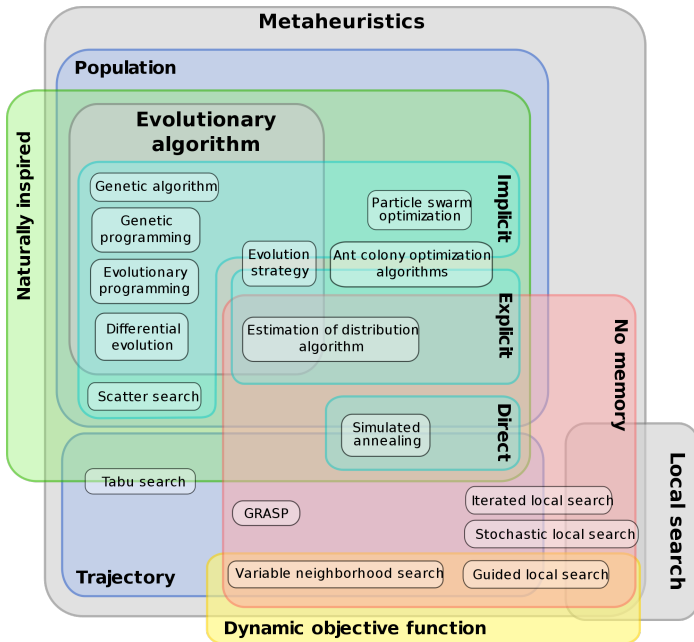 Metaheuristics
Population
Naturally inspired
Evolutionary
algorithm
Implicit
Genetic algorithm
Particle swarm
optimization
Genetic
programming
Evolution
strategy
Ant colony optimization
algorithms
Evolutionary
programming
Explicit
Differential
evolution
Estimation of distribution
algorithm
No memory
Scatter search
Direct
Simulated
annealing
Local search
Tabu search
GRASP
Iterated local search
Stochastic local search
Trajectory
Variable neighborhood search
Guided local search
Dynamic objective function